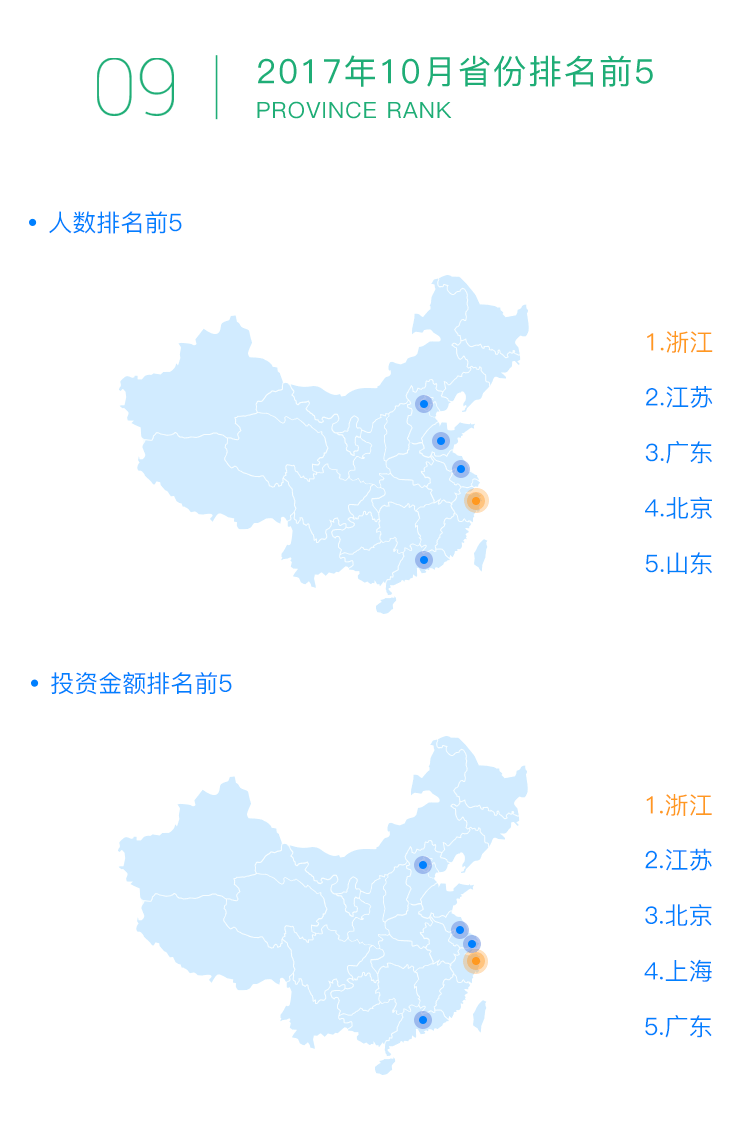 09
2017年10月省份排名前5
PROVINCE RANK
• 人数排名前5
1.浙江
2.江苏
3.广东
4.北京
5.山东
• 投资金额排名前5
1.浙江
2.江苏
3.北京
4.上海
5.广东